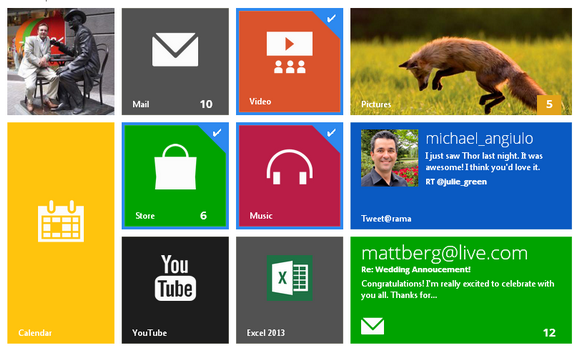 Mail 10
Video
Pictures 5
michael_angiulo
I just saw Thor last night. It was
awesome! I think you'd love it.
RT @julie_green
Tweet@rama
Store 6
Music
Calendar
You
Tube
YouTube
X
Excel 2013
mattberg@live.com
Re: Wedding Annoucement!
Congratulations! I'm really excited to celebrate with
you all. Thanks for...
12